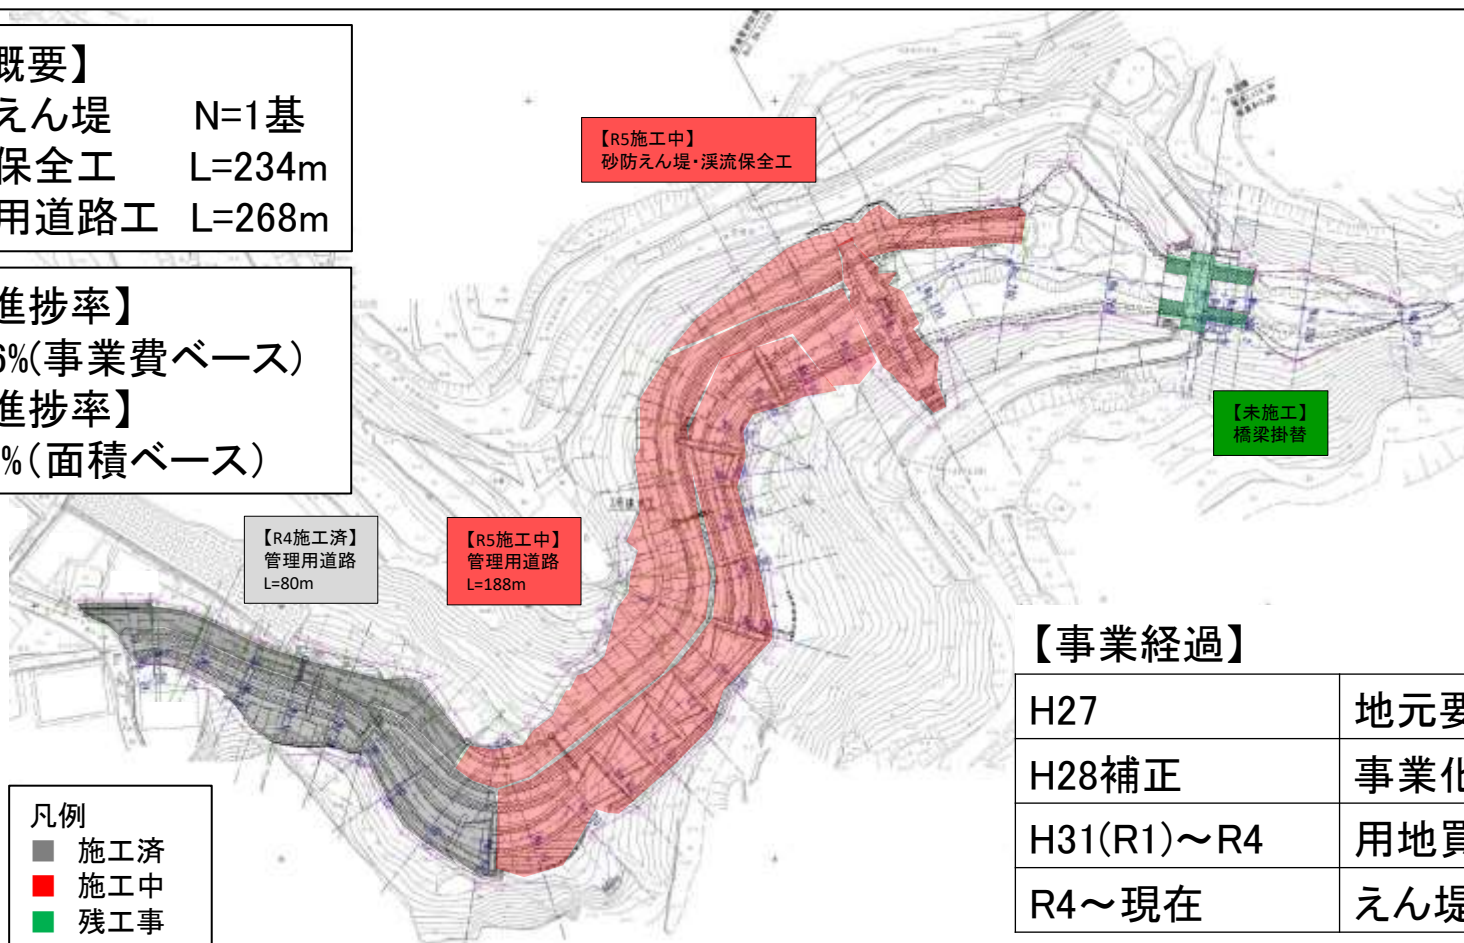 概要】
えん堤 N=1基
保全工 L=234m
用道路工 L=268m
進捗率】
6%(事業費ベース)
進捗率】
%(面積ベース)
【R5施工中】
砂防えん堤・渓流保全工
【未施工】
橋梁掛替
【R4施工済】
管理用道路
L=80m
【R5施工中】
管理用道路
L=188m
【事業経過】
H27 地元要
H28補正 事業化
H31(R1)～R4 用地買
R4～現在 えん堤
凡例
施工済
施工中
残工事